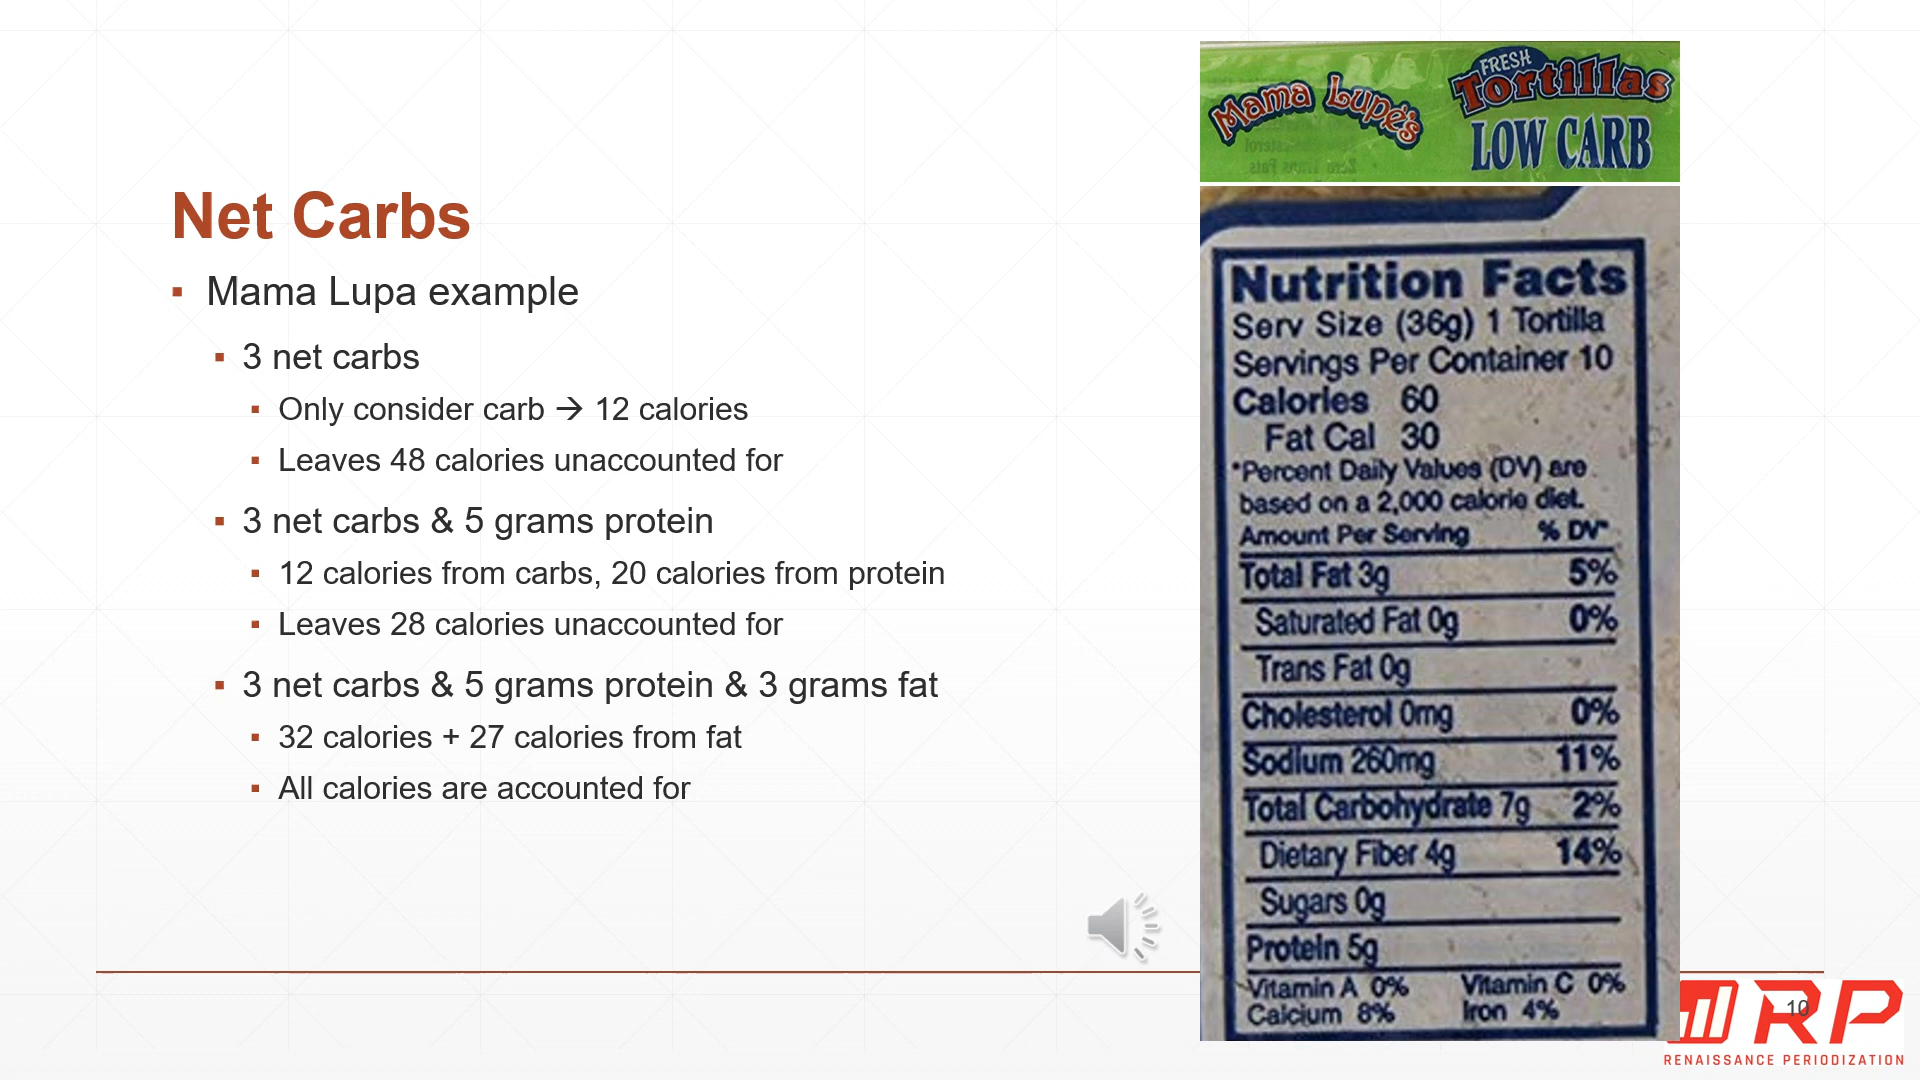 Net Carbs
▪ Mama Lupa example
▪ 3 net carbs
▪ Only consider carb → 12 calories
▪ Leaves 48 calories unaccounted for
▪ 3 net carbs & 5 grams protein
▪ 12 calories from carbs, 20 calories from protein
▪ Leaves 28 calories unaccounted for
▪ 3 net carbs & 5 grams protein & 3 grams fat
▪ 32 calories + 27 calories from fat
▪ All calories are accounted for
Mama Lupe's
FRESH
Tortillas
LOW CARB
Nutrition Facts
Serv Size (36g) 1 Tortilla
Servings Per Container 10
Calories 60
Fat Cal 30
*Percent Daily Values (DV) are
based on a 2,000 calorie diet.
Amount Per Serving % DV*
Total Fat 3g 5%
Saturated Fat 0g 0%
Trans Fat 0g
Cholesterol 0mg 0%
Sodium 260mg 11%
Total Carbohydrate 7g 2%
Dietary Fiber 4g 14%
Sugars 0g
Protein 5g
Vitamin A 0% Vitamin C 0%
Calcium 8% Iron 4%
10
RP
RENAISSANCE PERIODIZATION